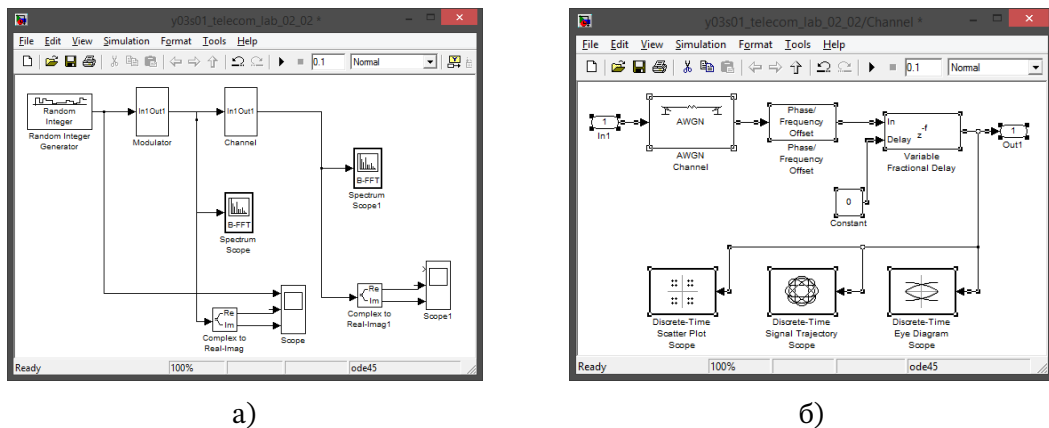 y03s01_telecom_lab_02_02 *
File Edit View Simulation Format Tools Help
0.1 Normal
Random
Integer
Random Integer
Generator
In1Out1
Modulator
In1Out1
Channel
B-FFT
Spectrum
Scope1
B-FFT
Spectrum
Scope
Re
Im
Complex to
Real-Imag
Scope
Re
Im
Complex to
Real-Imag1
Scope1
Ready 100% ode45
а)
y03s01_telecom_lab_02_02/Channel *
File Edit View Simulation Format Tools Help
0.1 Normal
1
In1
AWGN
AWGN
Channel
Phase/
Frequency
Offset
Phase/
Frequency
Offset
In
Delay
z
-f
Variable
Fractional Delay
1
Out1
0
Constant
Discrete-Time
Scatter Plot
Scope
Discrete-Time
Signal Trajectory
Scope
Discrete-Time
Eye Diagram
Scope
Ready 100% ode45
б)